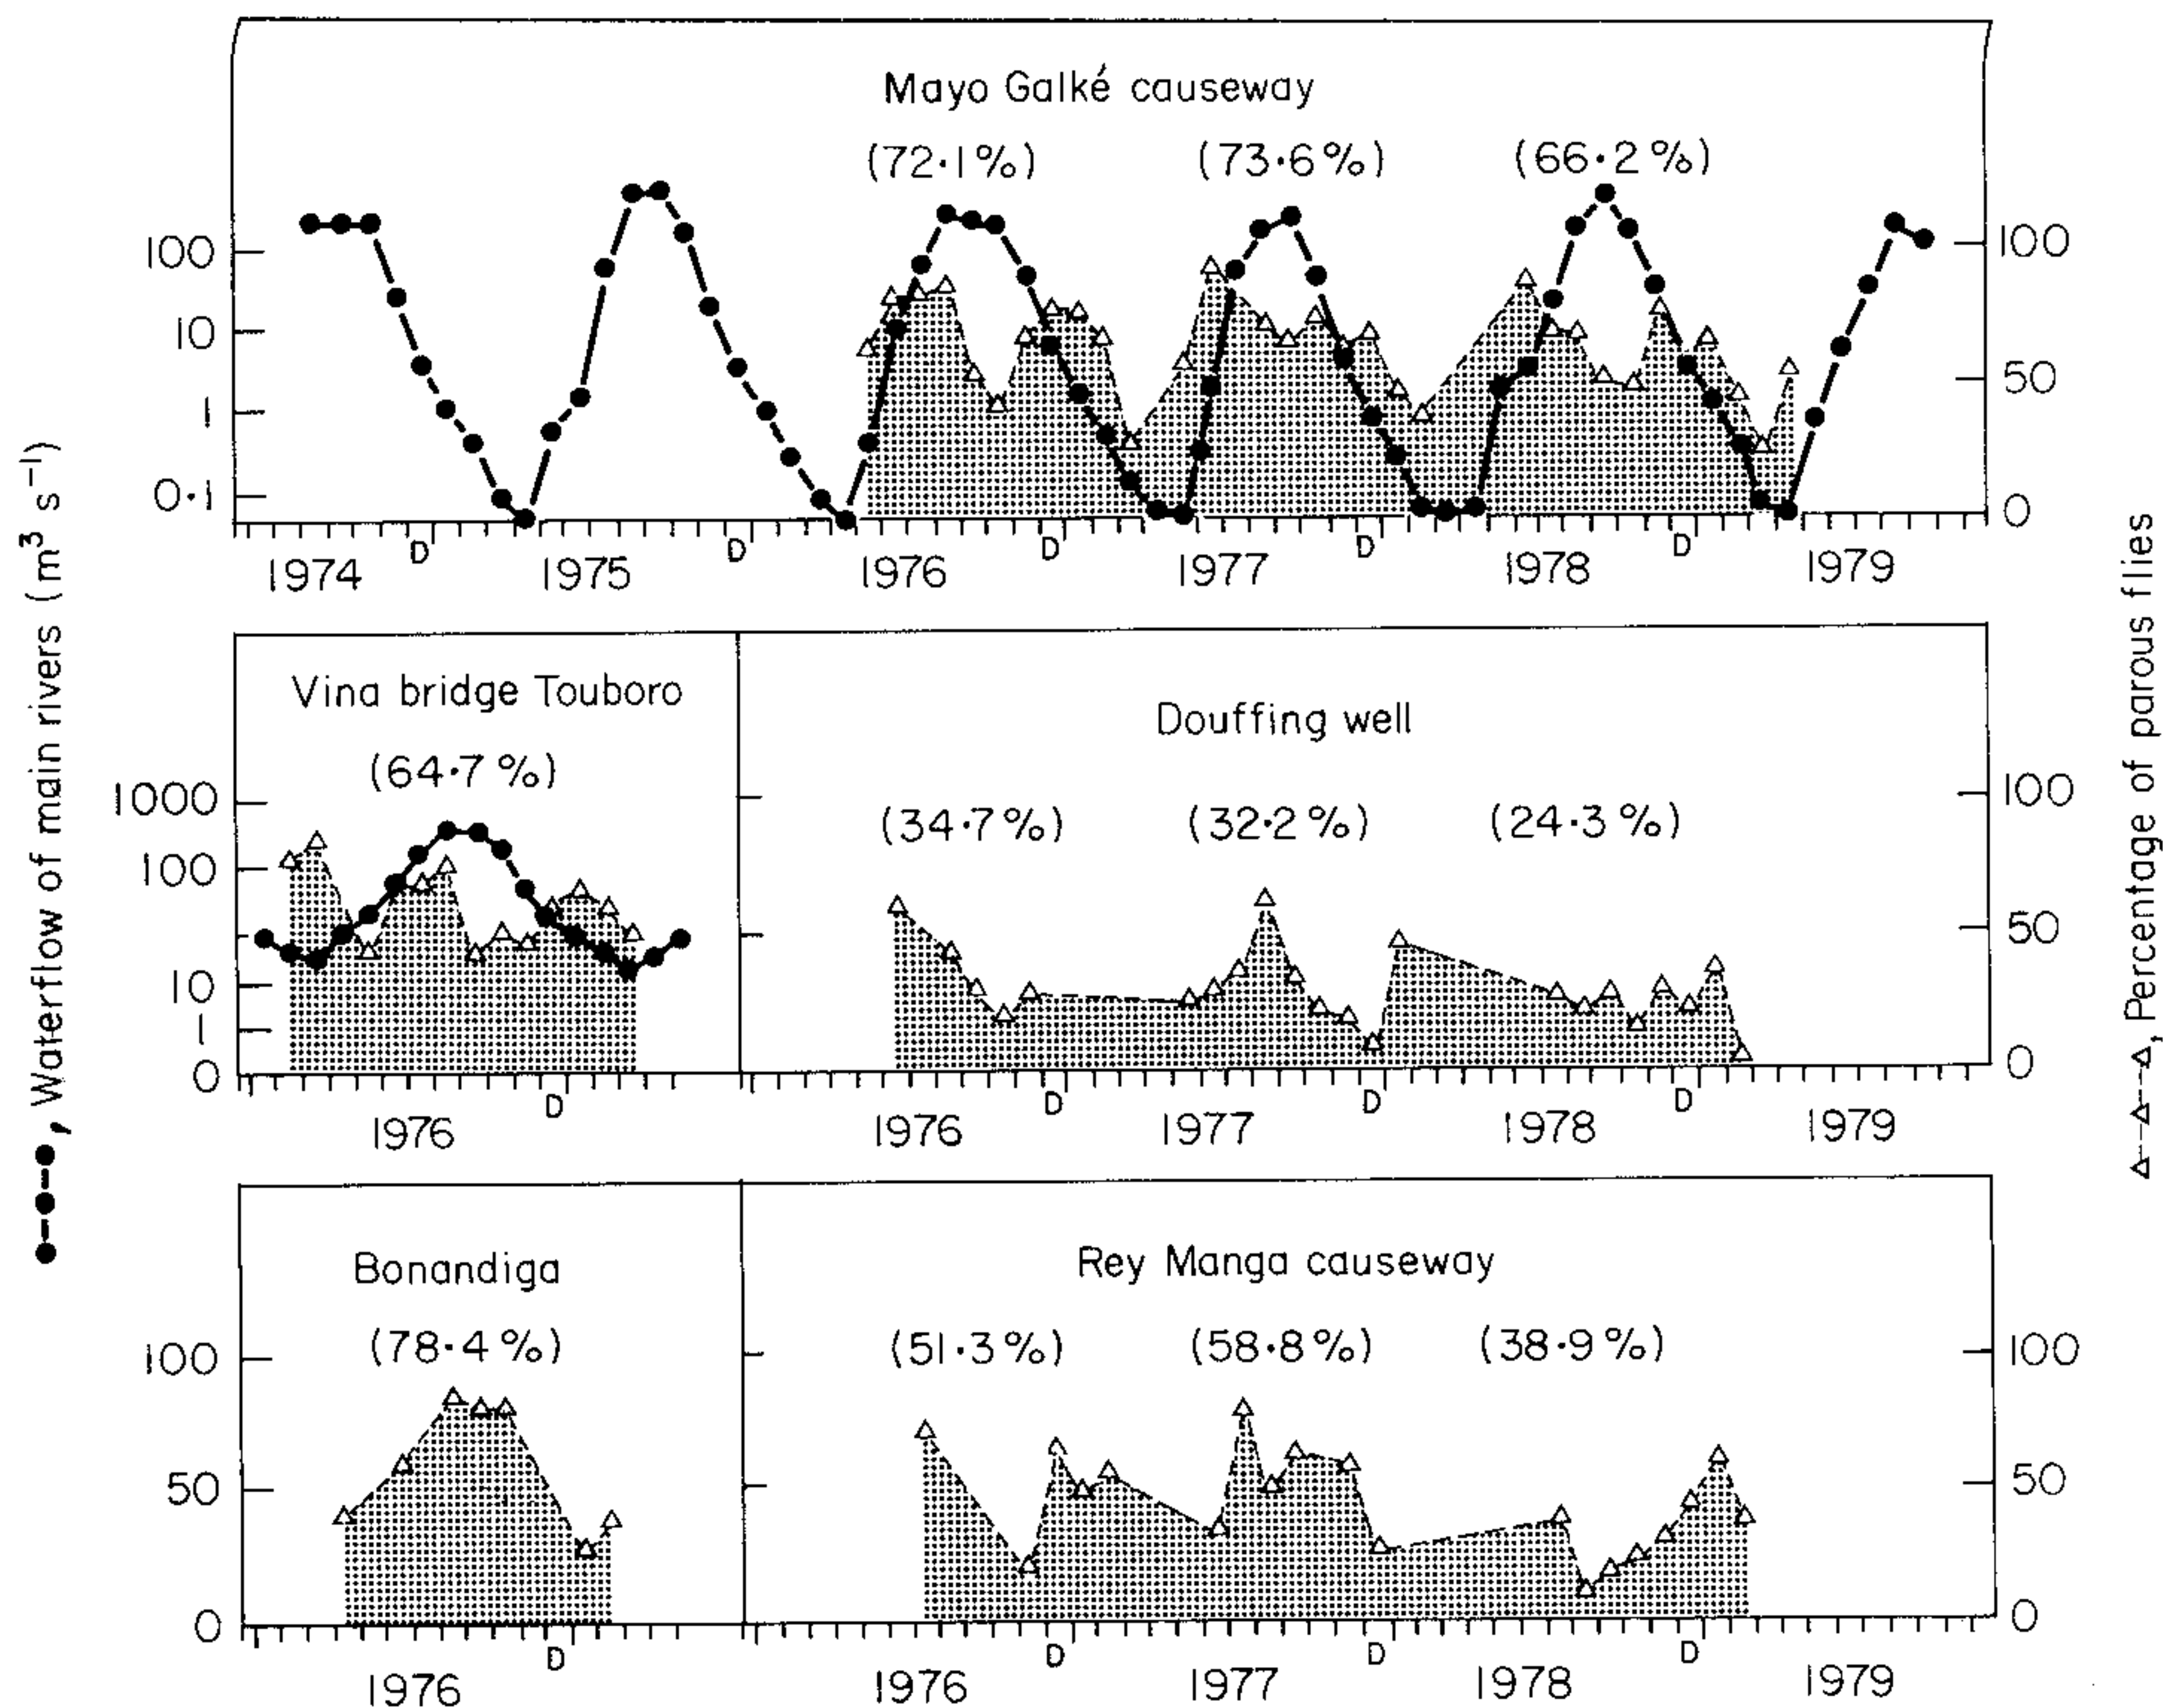 Mayo Galké causeway
(72·1%) (73·6%) (66·2%)
100 100
10
50
1
0·1 0
D D D D D
1974 1975 1976 1977 1978 1979
Vina bridge Touboro
Douffing well
(64·7%)
(34·7%) (32·2%) (24·3%)
1000 100
100
50
10
1
0 0
D D D D
1976 1976 1977 1978 1979
Bonandiga Rey Manga causeway
(78·4%) (51·3%) (58·8%) (38·9%)
100 100
50 50
0 0
D D D D
1976 1976 1977 1978 1979
, Waterflow of main rivers (m³ s⁻¹)
, Percentage of parous flies